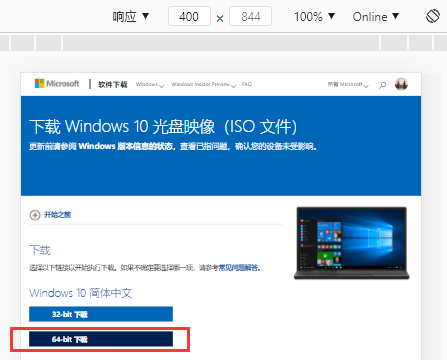 响应 ▼ 400 × 844 100% ▼ Online ▼
Microsoft 软件下载 Windows Windows Insider Preview FAQ 所有 Microsoft
下载 Windows 10 光盘映像（ISO 文件）
更新前请参阅 Windows 版本信息的状态，查看已指问题，确认您的设备未受影响。
开始之前
下载
选择以下链接以开始执行下载。如果不确定要选择哪一项，请参考常见问题解答。
Windows 10 简体中文
32-bit 下载
64-bit 下载